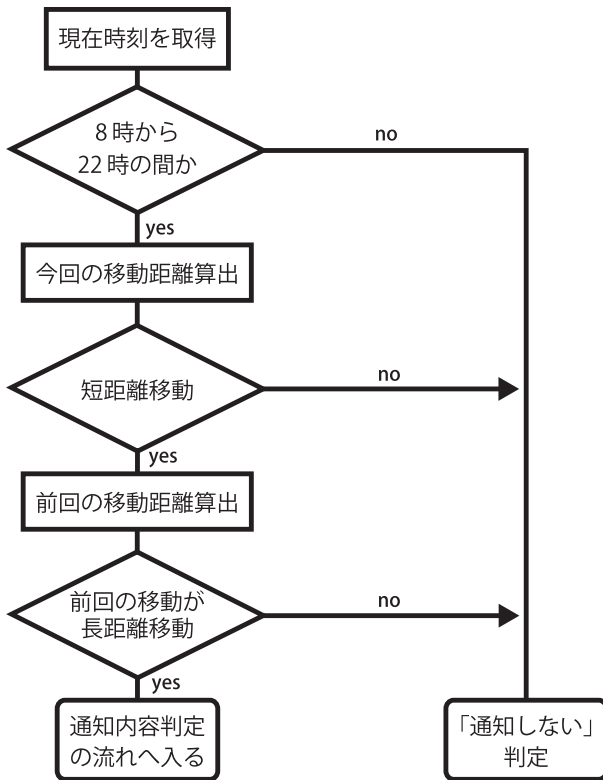 現在時刻を取得
8時から
22時の間か
no
yes
今回の移動距離算出
短距離移動
no
yes
前回の移動距離算出
前回の移動が
長距離移動
no
yes
通知内容判定
の流れへ入る
「通知しない」
判定